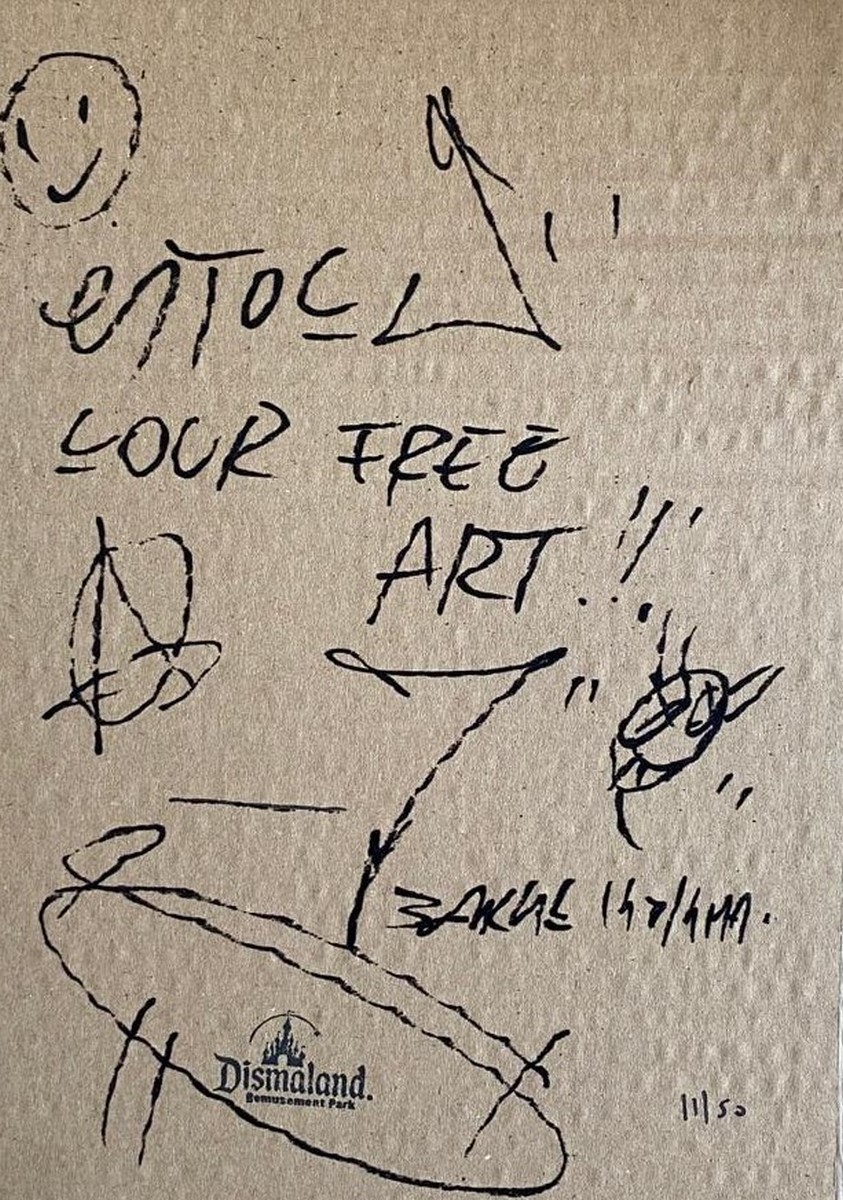 ENJOY
YOUR FREE
ART !!!
Dismaland.
Bemusement Park
11/50